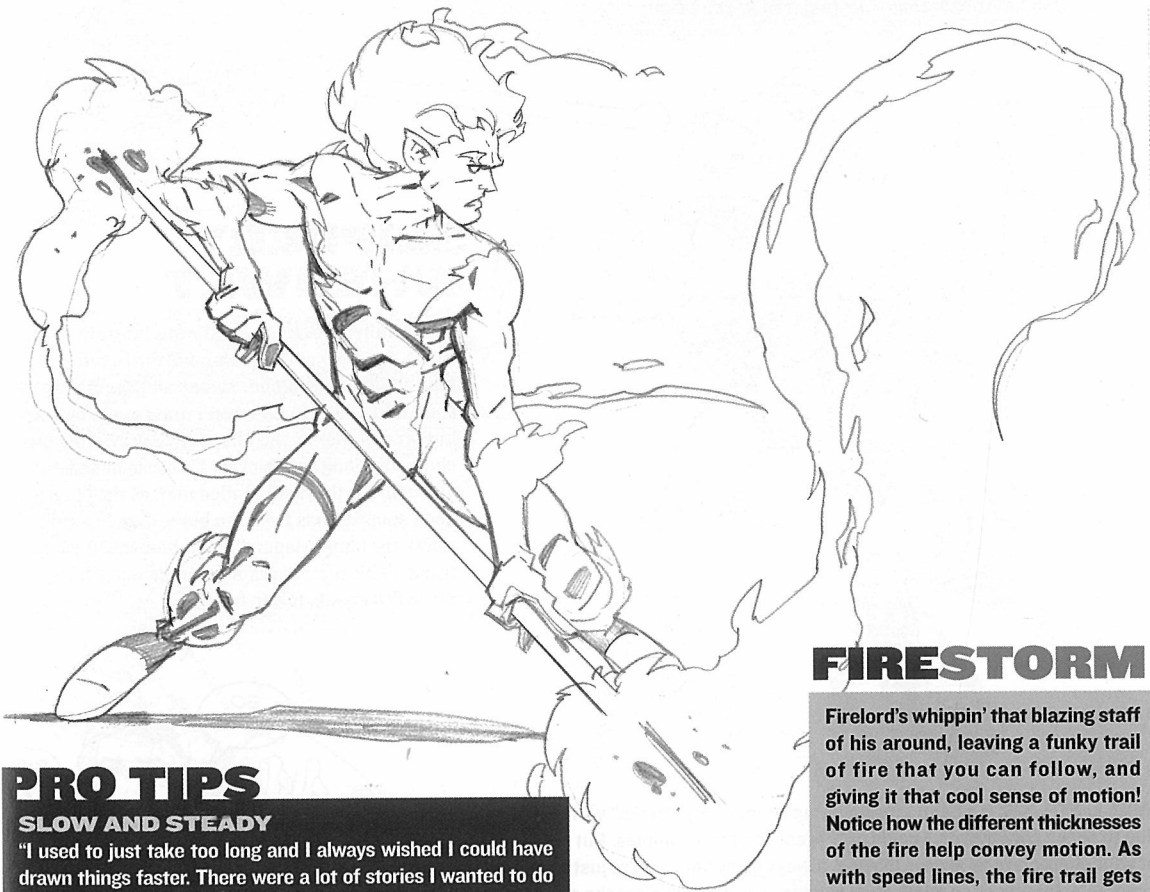 FIRESTORM
Firelord's whippin' that blazing staff
of his around, leaving a funky trail
of fire that you can follow, and
giving it that cool sense of motion!
Notice how the different thicknesses
of the fire help convey motion. As
with speed lines, the fire trail gets
PRO TIPS
SLOW AND STEADY
“I used to just take too long and I always wished I could have
drawn things faster. There were a lot of stories I wanted to do